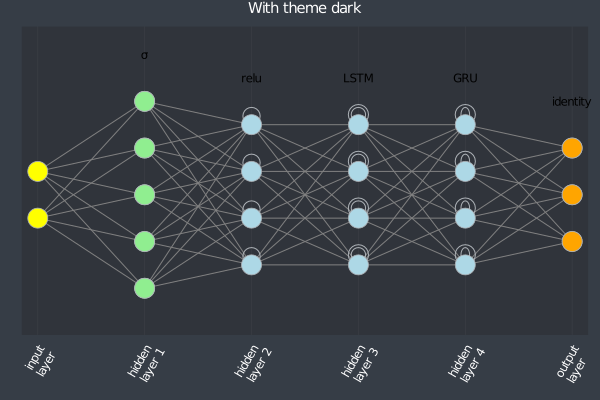 With theme dark
σ
relu
LSTM
GRU
identity
input
layer
hidden
layer 1
hidden
layer 2
hidden
layer 3
hidden
layer 4
output
layer